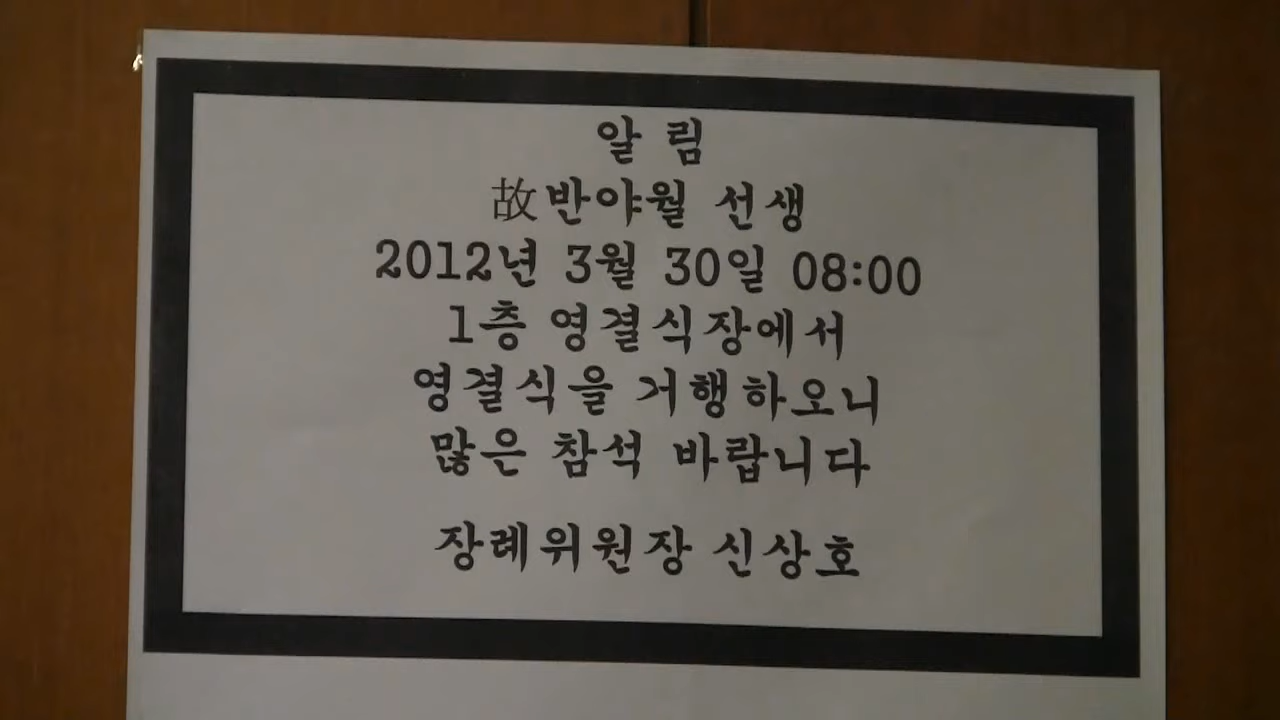 알 림
故반야월 선생
2012년 3월 30일 08:00
1층 영결식장에서
영결식을 거행하오니
많은 참석 바랍니다
장례위원장 신상호